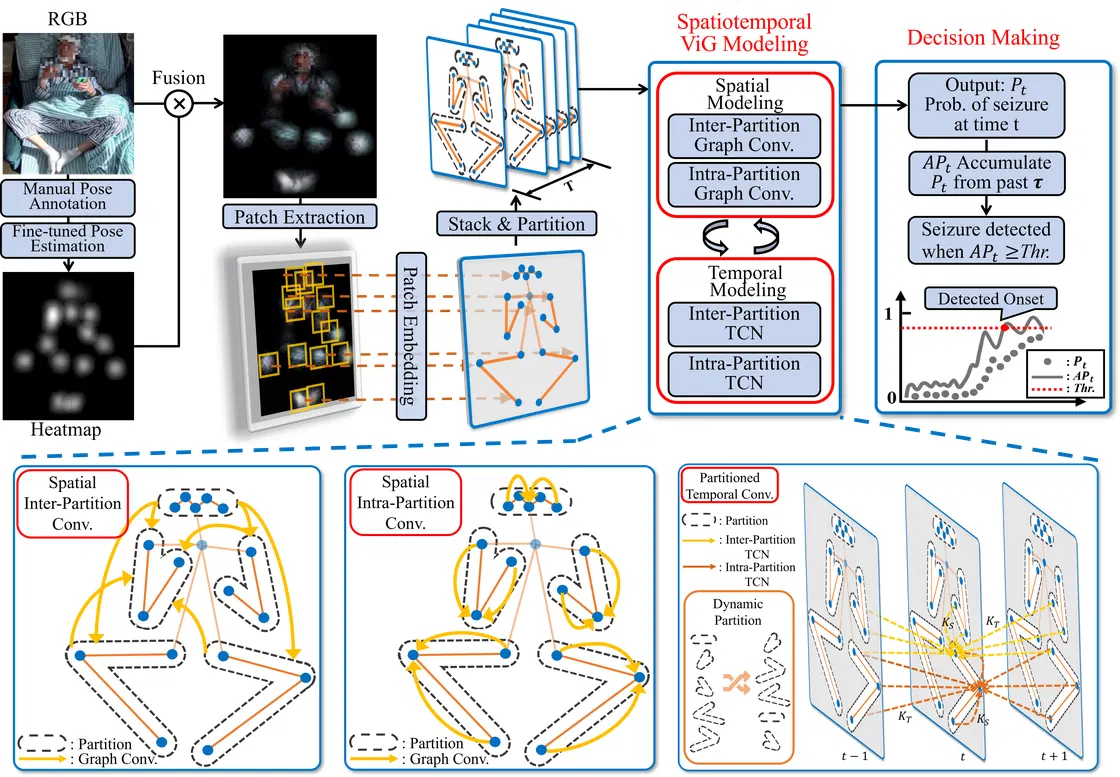 RGB
Fusion
Manual Pose
Annotation
Fine-tuned Pose
Estimation
Heatmap
Patch Extraction
Patch Embedding
T
Stack & Partition
Spatiotemporal
ViG Modeling
Spatial
Modeling
Inter-Partition
Graph Conv.
Intra-Partition
Graph Conv.
Temporal
Modeling
Inter-Partition
TCN
Intra-Partition
TCN
Decision Making
Output: Pₜ
Prob. of seizure
at time t
APₜ Accumulate
Pₜ from past τ
Seizure detected
when APₜ ≥Thr.
Detected Onset
1
0
: Pₜ
: APₜ
: Thr.
Spatial
Inter-Partition
Conv.
: Partition
: Graph Conv.
Spatial
Intra-Partition
Conv.
: Partition
: Graph Conv.
Partitioned
Temporal Conv.
: Partition
: Inter-Partition
TCN
: Intra-Partition
TCN
Dynamic
Partition
K_S
K_T
K_T
K_S
t − 1
t
t + 1